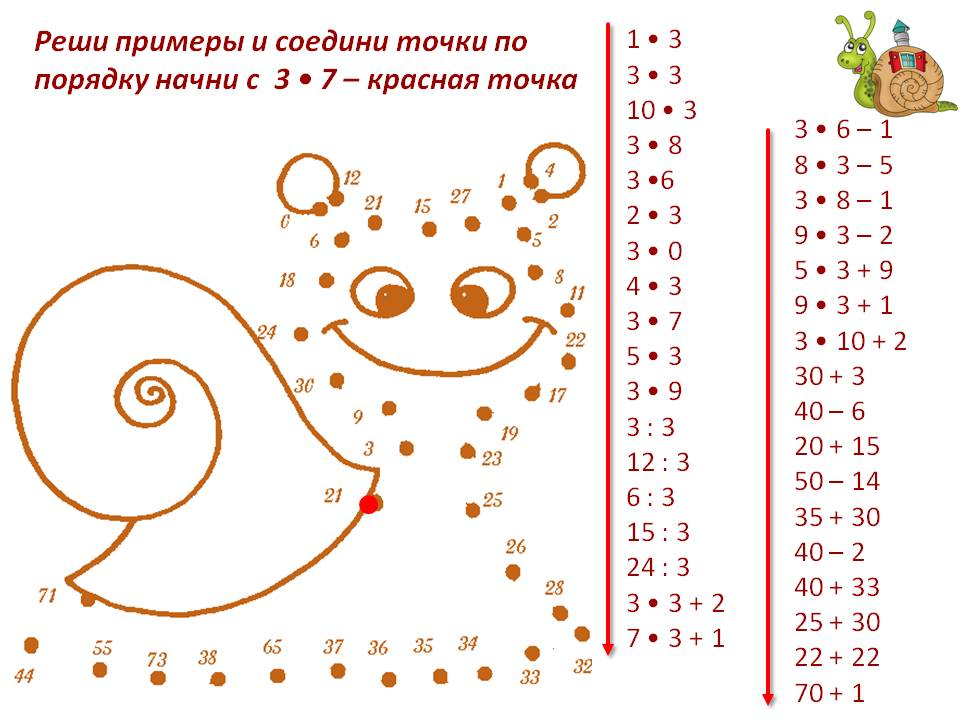 Реши примеры и соедини точки по
порядку начни с 3 • 7 – красная точка
1 • 3
3 • 3
10 • 3
3 • 8
3 •6
2 • 3
3 • 0
4 • 3
3 • 7
5 • 3
3 • 9
3 : 3
12 : 3
6 : 3
15 : 3
24 : 3
3 • 3 + 2
7 • 3 + 1
3 • 6 – 1
8 • 3 – 5
3 • 8 – 1
9 • 3 – 2
5 • 3 + 9
9 • 3 + 1
3 • 10 + 2
30 + 3
40 – 6
20 + 15
50 – 14
35 + 30
40 – 2
40 + 33
25 + 30
22 + 22
70 + 1
12
4
21
1
0
15
27
2
6
5
18
8
11
24
22
30
17
9
19
3
23
21
25
26
71
28
55
65
37
36
35
34
44
73
38
33
32